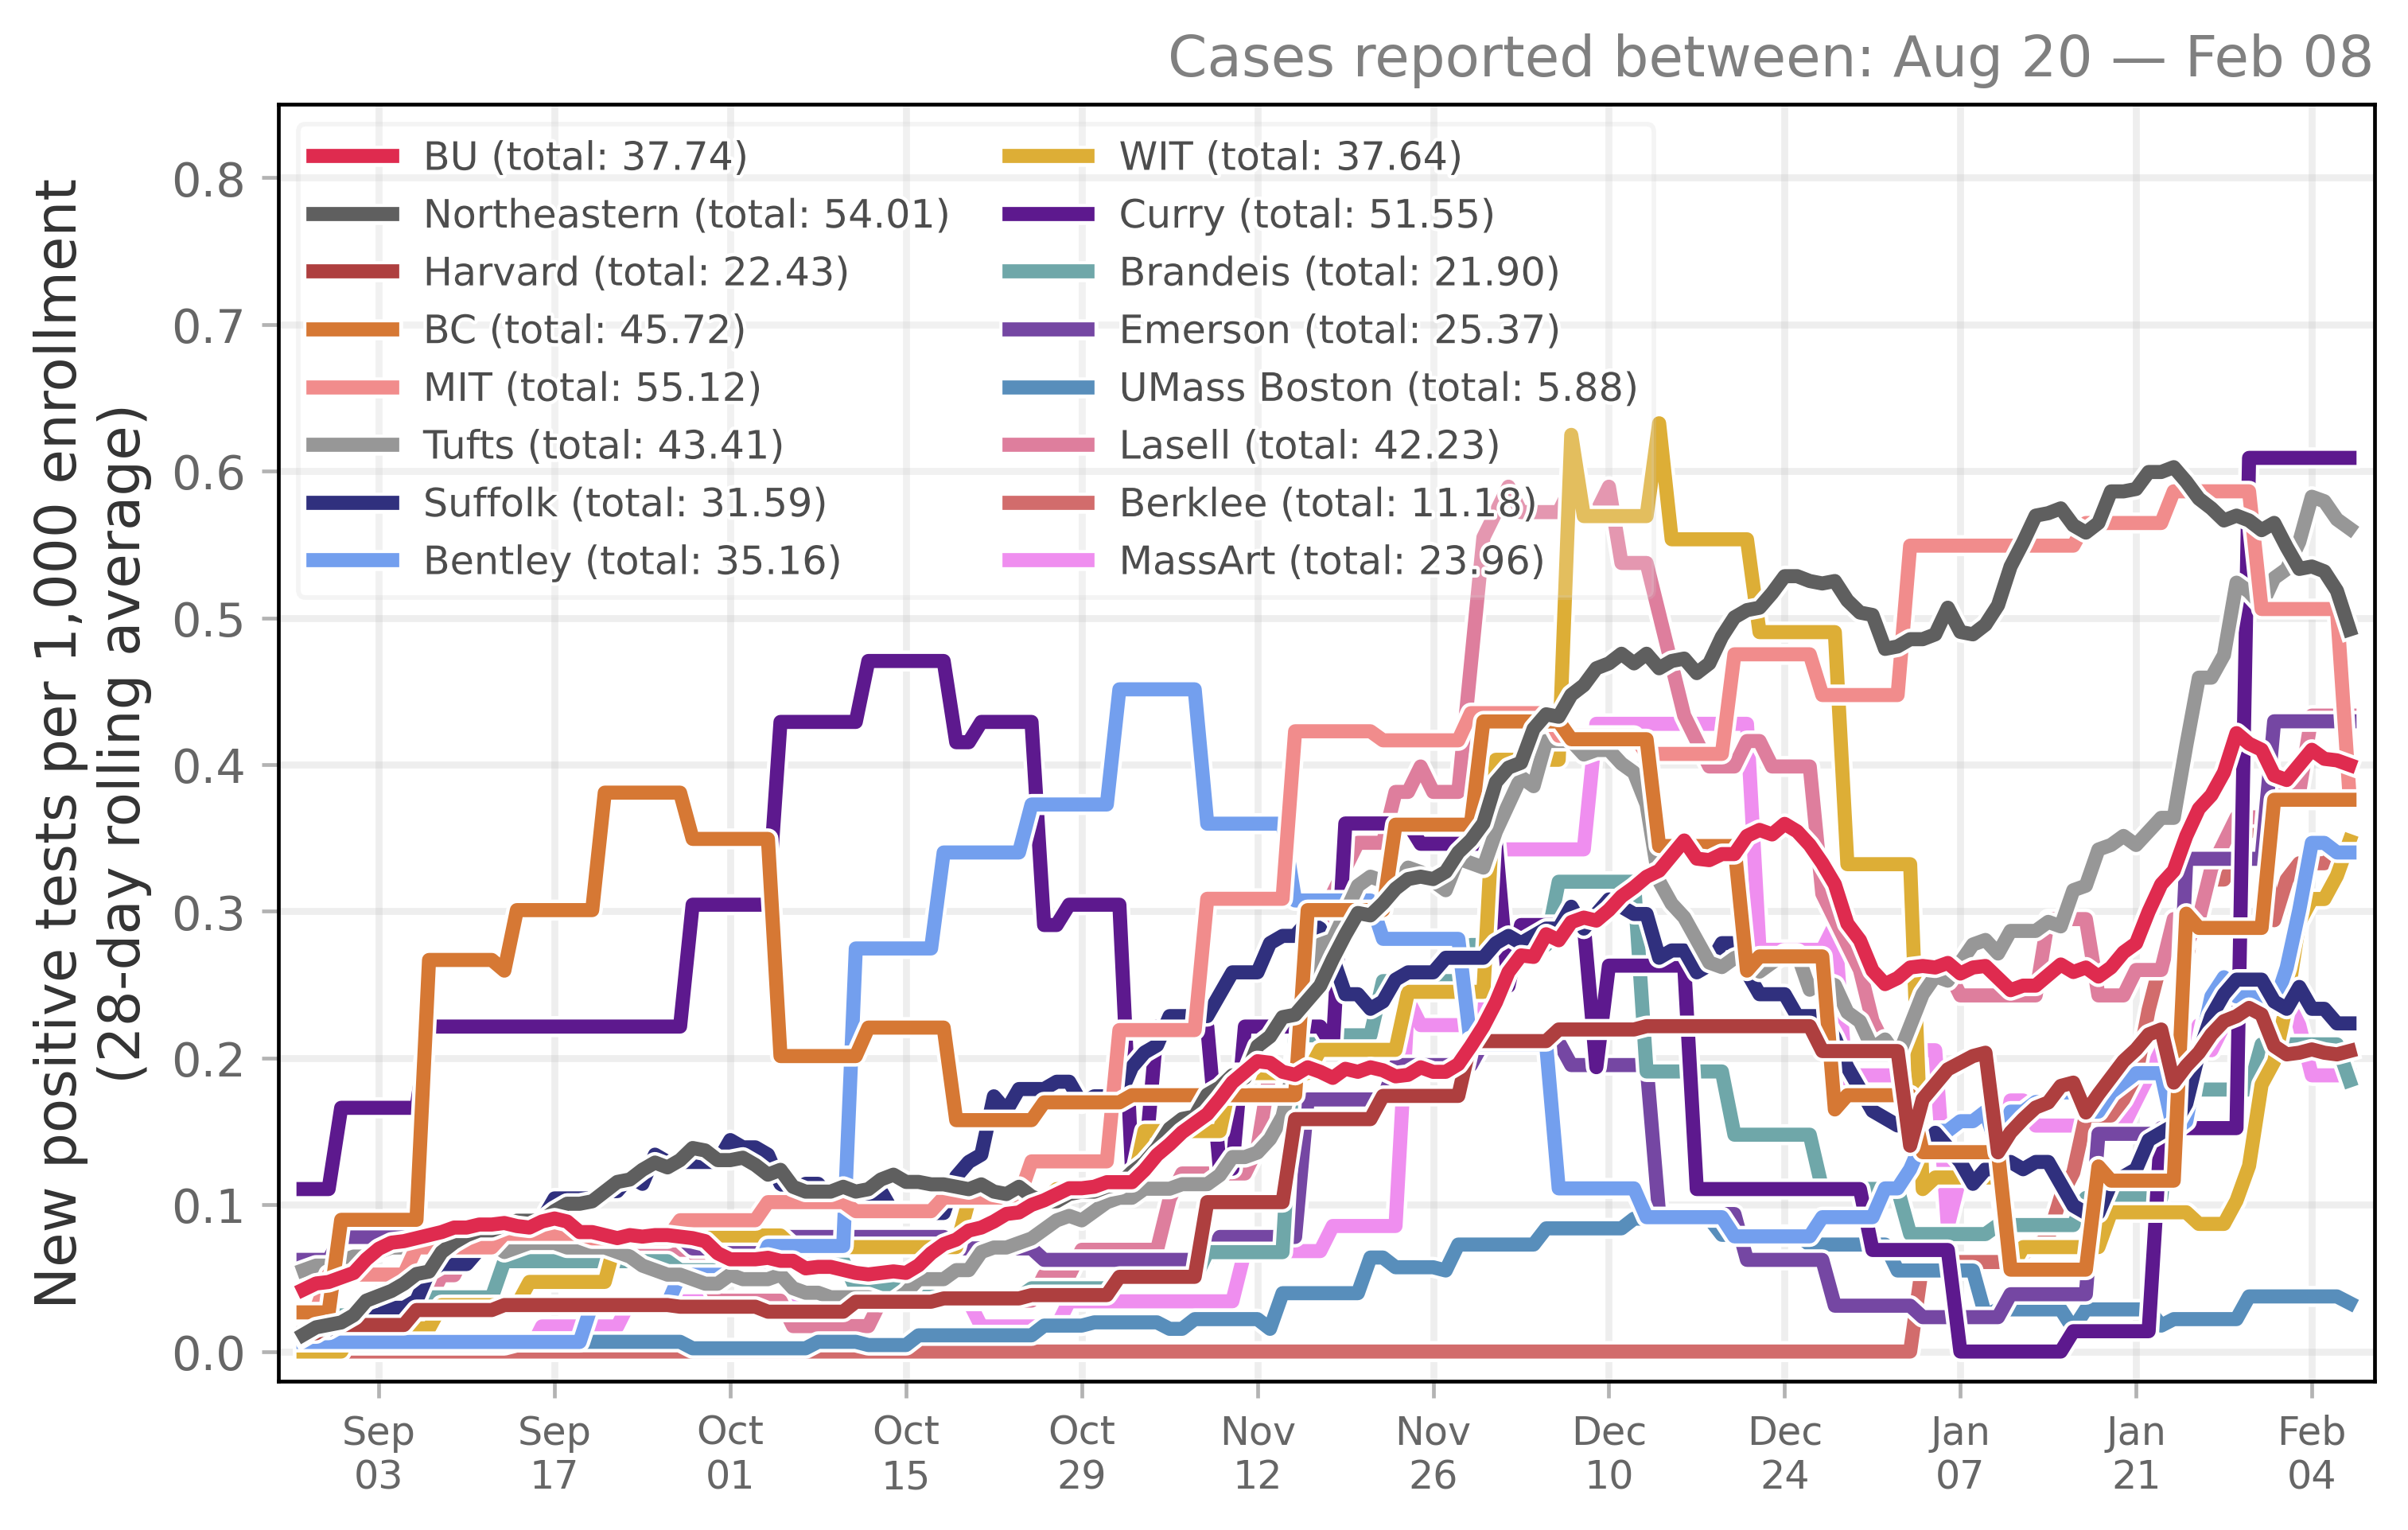 Cases reported between: Aug 20 — Feb 08
New positive tests per 1,000 enrollment
(28-day rolling average)
0.8
0.7
0.6
0.5
0.4
0.3
0.2
0.1
0.0
BU (total: 37.74)
Northeastern (total: 54.01)
Harvard (total: 22.43)
BC (total: 45.72)
MIT (total: 55.12)
Tufts (total: 43.41)
Suffolk (total: 31.59)
Bentley (total: 35.16)
WIT (total: 37.64)
Curry (total: 51.55)
Brandeis (total: 21.90)
Emerson (total: 25.37)
UMass Boston (total: 5.88)
Lasell (total: 42.23)
Berklee (total: 11.18)
MassArt (total: 23.96)
Sep
03
Sep
17
Oct
01
Oct
15
Oct
29
Nov
12
Nov
26
Dec
10
Dec
24
Jan
07
Jan
21
Feb
04